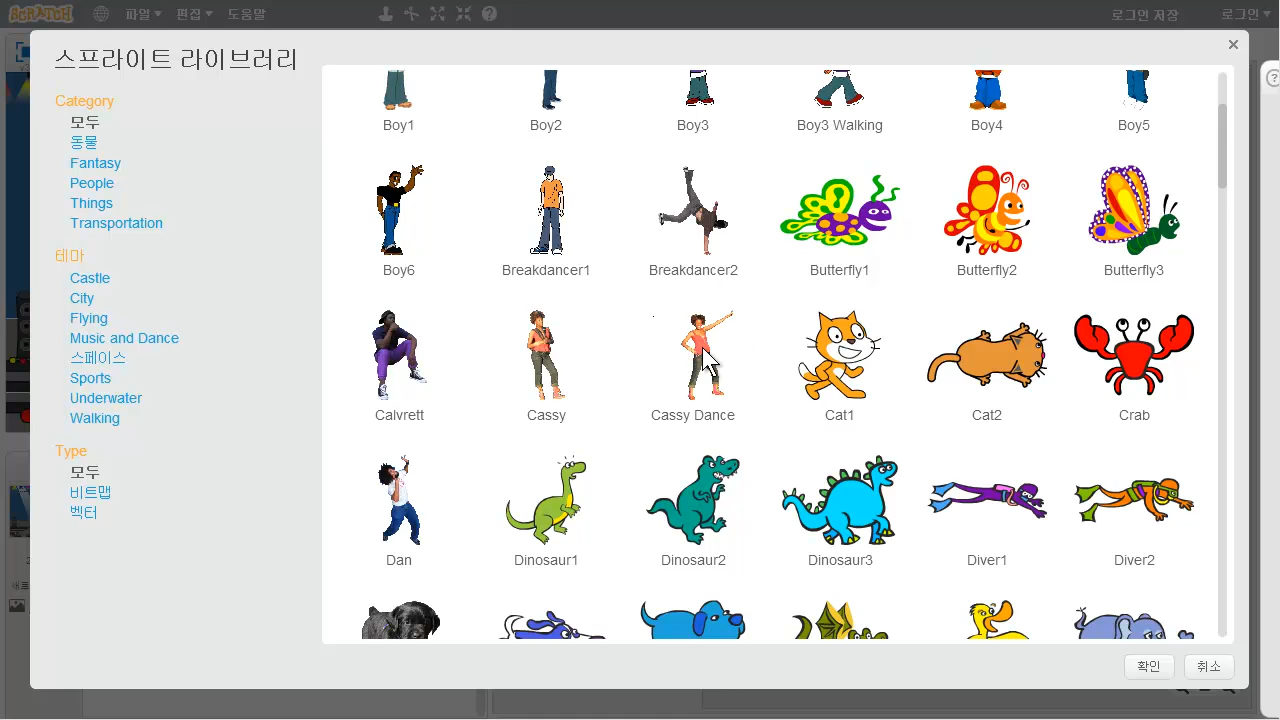 SCRATCH 파일 편집 도움말 로그인 저장 로그인
스프라이트 라이브러리
Category
모두
동물
Fantasy
People
Things
Transportation
테마
Castle
City
Flying
Music and Dance
스페이스
Sports
Underwater
Walking
Type
모두
비트맵
벡터
Boy1 Boy2 Boy3 Boy3 Walking Boy4 Boy5
Boy6 Breakdancer1 Breakdancer2 Butterfly1 Butterfly2 Butterfly3
Calvrett Cassy Cassy Dance Cat1 Cat2 Crab
Dan Dinosaur1 Dinosaur2 Dinosaur3 Diver1 Diver2
확인 취소